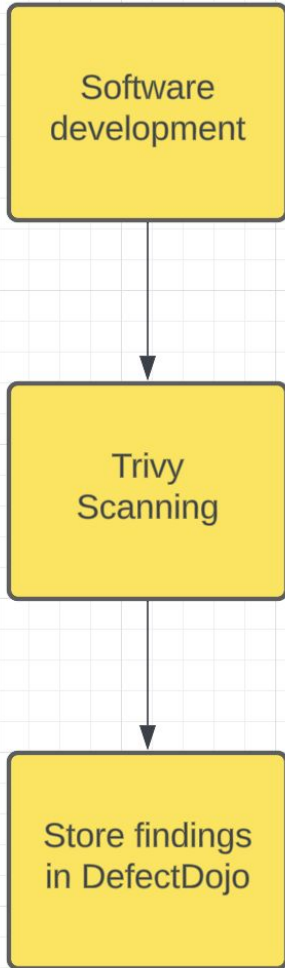 Software
development
Trivy
Scanning
Store findings
in DefectDojo